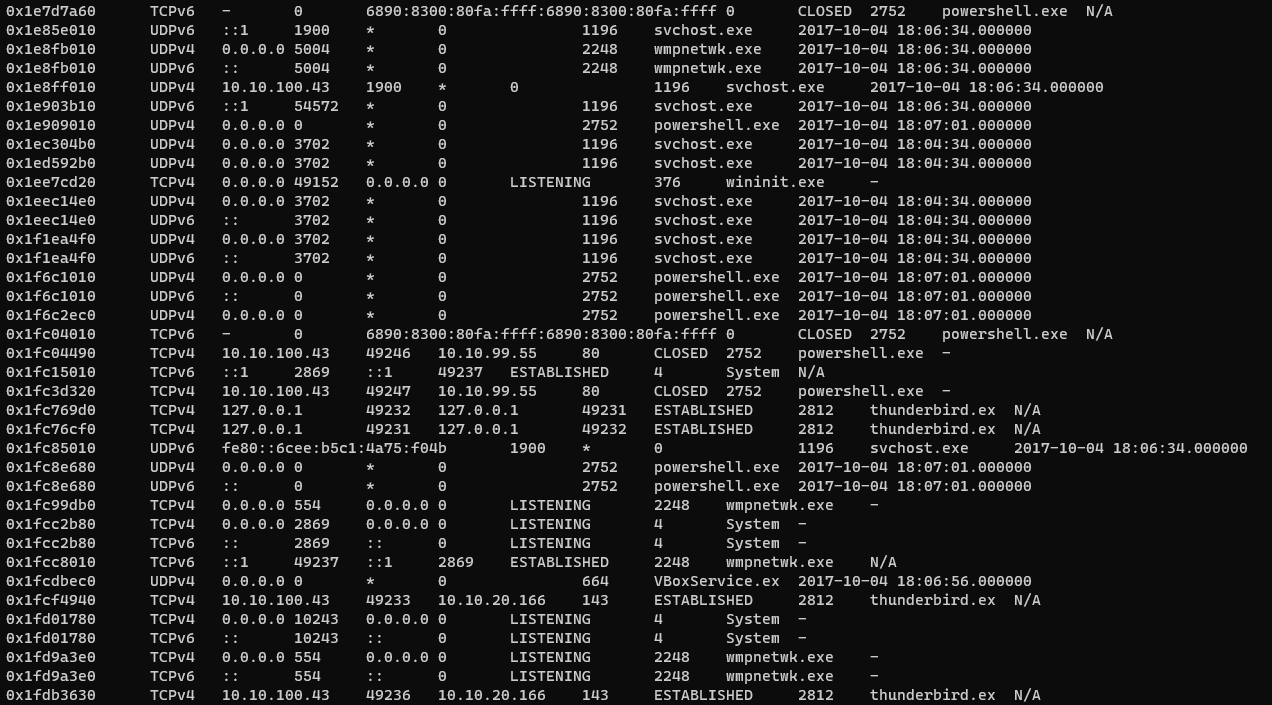 0x1e7d7a60 TCPv6 - 0 6890:8300:80fa:ffff:6890:8300:80fa:ffff 0 CLOSED 2752 powershell.exe N/A
0x1e85e010 UDPv6 ::1 1900 * 0 1196 svchost.exe 2017-10-04 18:06:34.000000
0x1e8fb010 UDPv4 0.0.0.0 5004 * 0 2248 wmpnetwk.exe 2017-10-04 18:06:34.000000
0x1e8fb010 UDPv6 :: 5004 * 0 2248 wmpnetwk.exe 2017-10-04 18:06:34.000000
0x1e8ff010 UDPv4 10.10.100.43 1900 * 0 1196 svchost.exe 2017-10-04 18:06:34.000000
0x1e903b10 UDPv6 ::1 54572 * 0 1196 svchost.exe 2017-10-04 18:06:34.000000
0x1e909010 UDPv4 0.0.0.0 0 * 0 2752 powershell.exe 2017-10-04 18:07:01.000000
0x1ec304b0 UDPv4 0.0.0.0 3702 * 0 1196 svchost.exe 2017-10-04 18:04:34.000000
0x1ed592b0 UDPv4 0.0.0.0 3702 * 0 1196 svchost.exe 2017-10-04 18:04:34.000000
0x1ee7cd20 TCPv4 0.0.0.0 49152 0.0.0.0 0 LISTENING 376 wininit.exe -
0x1eec14e0 UDPv4 0.0.0.0 3702 * 0 1196 svchost.exe 2017-10-04 18:04:34.000000
0x1eec14e0 UDPv6 :: 3702 * 0 1196 svchost.exe 2017-10-04 18:04:34.000000
0x1f1ea4f0 UDPv4 0.0.0.0 3702 * 0 1196 svchost.exe 2017-10-04 18:04:34.000000
0x1f1ea4f0 UDPv6 :: 3702 * 0 1196 svchost.exe 2017-10-04 18:04:34.000000
0x1f6c1010 UDPv4 0.0.0.0 0 * 0 2752 powershell.exe 2017-10-04 18:07:01.000000
0x1f6c1010 UDPv6 :: 0 * 0 2752 powershell.exe 2017-10-04 18:07:01.000000
0x1f6c2ec0 UDPv4 0.0.0.0 0 * 0 2752 powershell.exe 2017-10-04 18:07:01.000000
0x1fc04010 TCPv6 - 0 6890:8300:80fa:ffff:6890:8300:80fa:ffff 0 CLOSED 2752 powershell.exe N/A
0x1fc04490 TCPv4 10.10.100.43 49246 10.10.99.55 80 CLOSED 2752 powershell.exe -
0x1fc15010 TCPv6 ::1 2869 ::1 49237 ESTABLISHED 4 System N/A
0x1fc3d320 TCPv4 10.10.100.43 49247 10.10.99.55 80 CLOSED 2752 powershell.exe -
0x1fc769d0 TCPv4 127.0.0.1 49232 127.0.0.1 49231 ESTABLISHED 2812 thunderbird.ex N/A
0x1fc76cf0 TCPv4 127.0.0.1 49231 127.0.0.1 49232 ESTABLISHED 2812 thunderbird.ex N/A
0x1fc85010 UDPv6 fe80::6cee:b5c1:4a75:f04b 1900 * 0 1196 svchost.exe 2017-10-04 18:06:34.000000
0x1fc8e680 UDPv4 0.0.0.0 0 * 0 2752 powershell.exe 2017-10-04 18:07:01.000000
0x1fc8e680 UDPv6 :: 0 * 0 2752 powershell.exe 2017-10-04 18:07:01.000000
0x1fc99db0 TCPv4 0.0.0.0 554 0.0.0.0 0 LISTENING 2248 wmpnetwk.exe -
0x1fcc2b80 TCPv4 0.0.0.0 2869 0.0.0.0 0 LISTENING 4 System -
0x1fcc2b80 TCPv6 :: 2869 :: 0 LISTENING 4 System -
0x1fcc8010 TCPv6 ::1 49237 ::1 2869 ESTABLISHED 2248 wmpnetwk.exe N/A
0x1fcdbec0 UDPv4 0.0.0.0 0 * 0 664 VBoxService.ex 2017-10-04 18:06:56.000000
0x1fcf4940 TCPv4 10.10.100.43 49233 10.10.20.166 143 ESTABLISHED 2812 thunderbird.ex N/A
0x1fd01780 TCPv4 0.0.0.0 10243 0.0.0.0 0 LISTENING 4 System -
0x1fd01780 TCPv6 :: 10243 :: 0 LISTENING 4 System -
0x1fd9a3e0 TCPv4 0.0.0.0 554 0.0.0.0 0 LISTENING 2248 wmpnetwk.exe -
0x1fd9a3e0 TCPv6 :: 554 :: 0 LISTENING 2248 wmpnetwk.exe -
0x1fdb3630 TCPv4 10.10.100.43 49236 10.10.20.166 143 ESTABLISHED 2812 thunderbird.ex N/A